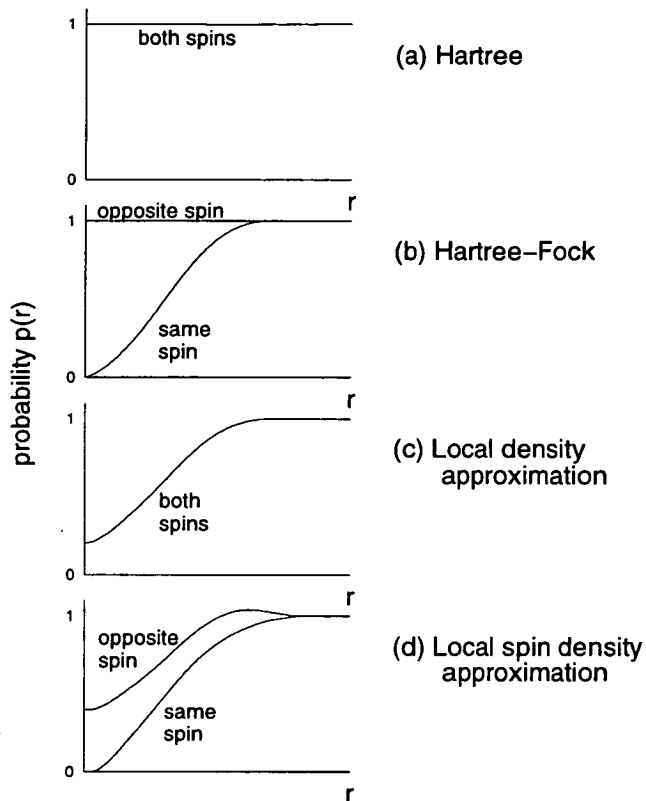 1
both spins
(a) Hartree
0
r
opposite spin
1
(b) Hartree–Fock
same
spin
0
r
probability p(r)
1
(c) Local density
approximation
both
spins
0
r
1
opposite
spin
(d) Local spin density
approximation
same
spin
0
r